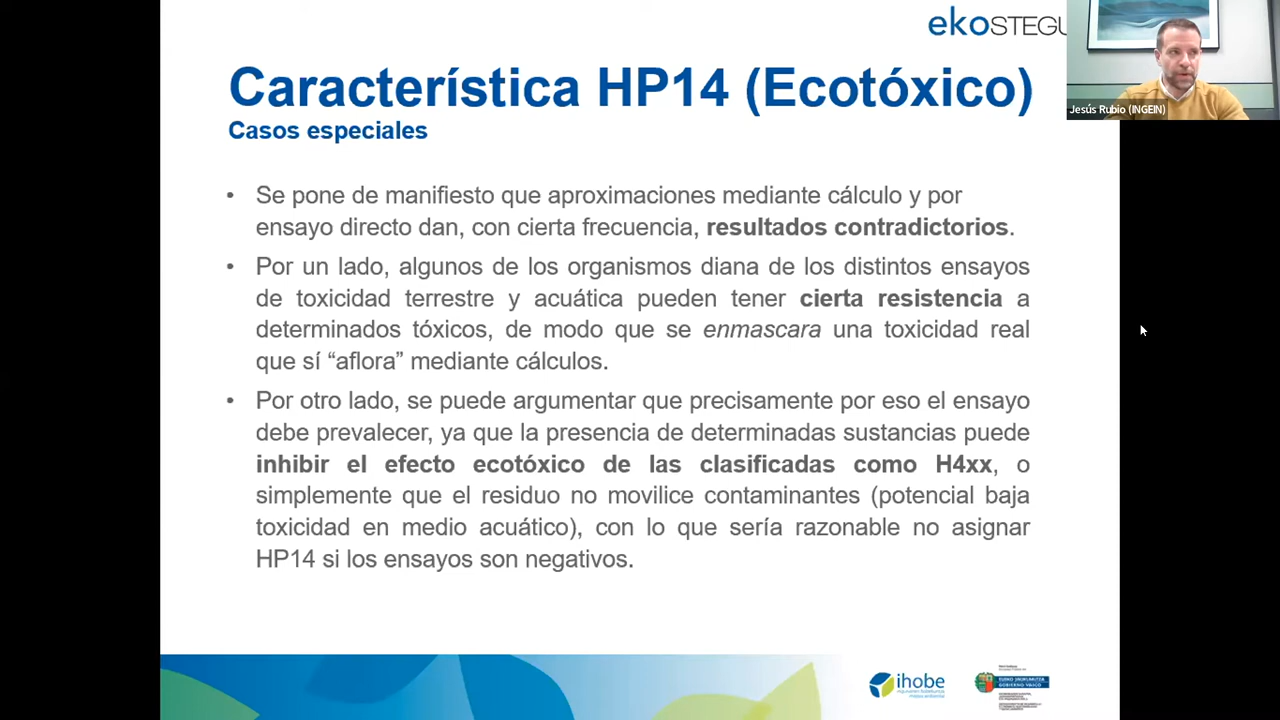 ekoSTEGU
Característica HP14 (Ecotóxico)
Jesús Rubio (INGEIN)
Casos especiales
• Se pone de manifiesto que aproximaciones mediante cálculo y por
ensayo directo dan, con cierta frecuencia, resultados contradictorios.
• Por un lado, algunos de los organismos diana de los distintos ensayos
de toxicidad terrestre y acuática pueden tener cierta resistencia a
determinados tóxicos, de modo que se enmascara una toxicidad real
que sí “aflora” mediante cálculos.
• Por otro lado, se puede argumentar que precisamente por eso el ensayo
debe prevalecer, ya que la presencia de determinadas sustancias puede
inhibir el efecto ecotóxico de las clasificadas como H4xx, o
simplemente que el residuo no movilice contaminantes (potencial baja
toxicidad en medio acuático), con lo que sería razonable no asignar
HP14 si los ensayos son negativos.
ihobe
EUSKO JAURLARITZA
GOBIERNO VASCO